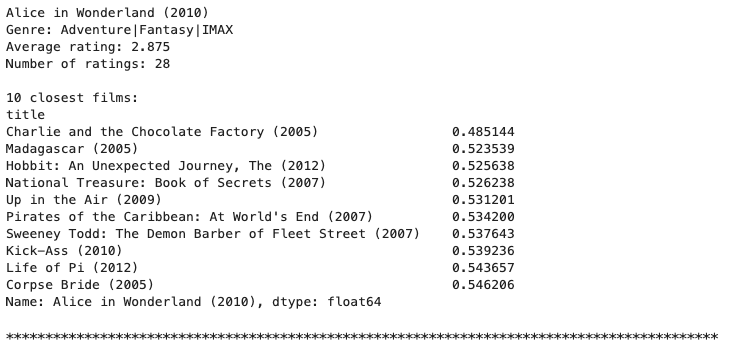 Alice in Wonderland (2010)
Genre: Adventure|Fantasy|IMAX
Average rating: 2.875
Number of ratings: 28

10 closest films:
title
Charlie and the Chocolate Factory (2005) 0.485144
Madagascar (2005) 0.523539
Hobbit: An Unexpected Journey, The (2012) 0.525638
National Treasure: Book of Secrets (2007) 0.526238
Up in the Air (2009) 0.531201
Pirates of the Caribbean: At World's End (2007) 0.534200
Sweeney Todd: The Demon Barber of Fleet Street (2007) 0.537643
Kick-Ass (2010) 0.539236
Life of Pi (2012) 0.543657
Corpse Bride (2005) 0.546206
Name: Alice in Wonderland (2010), dtype: float64

*******************************************************************************************